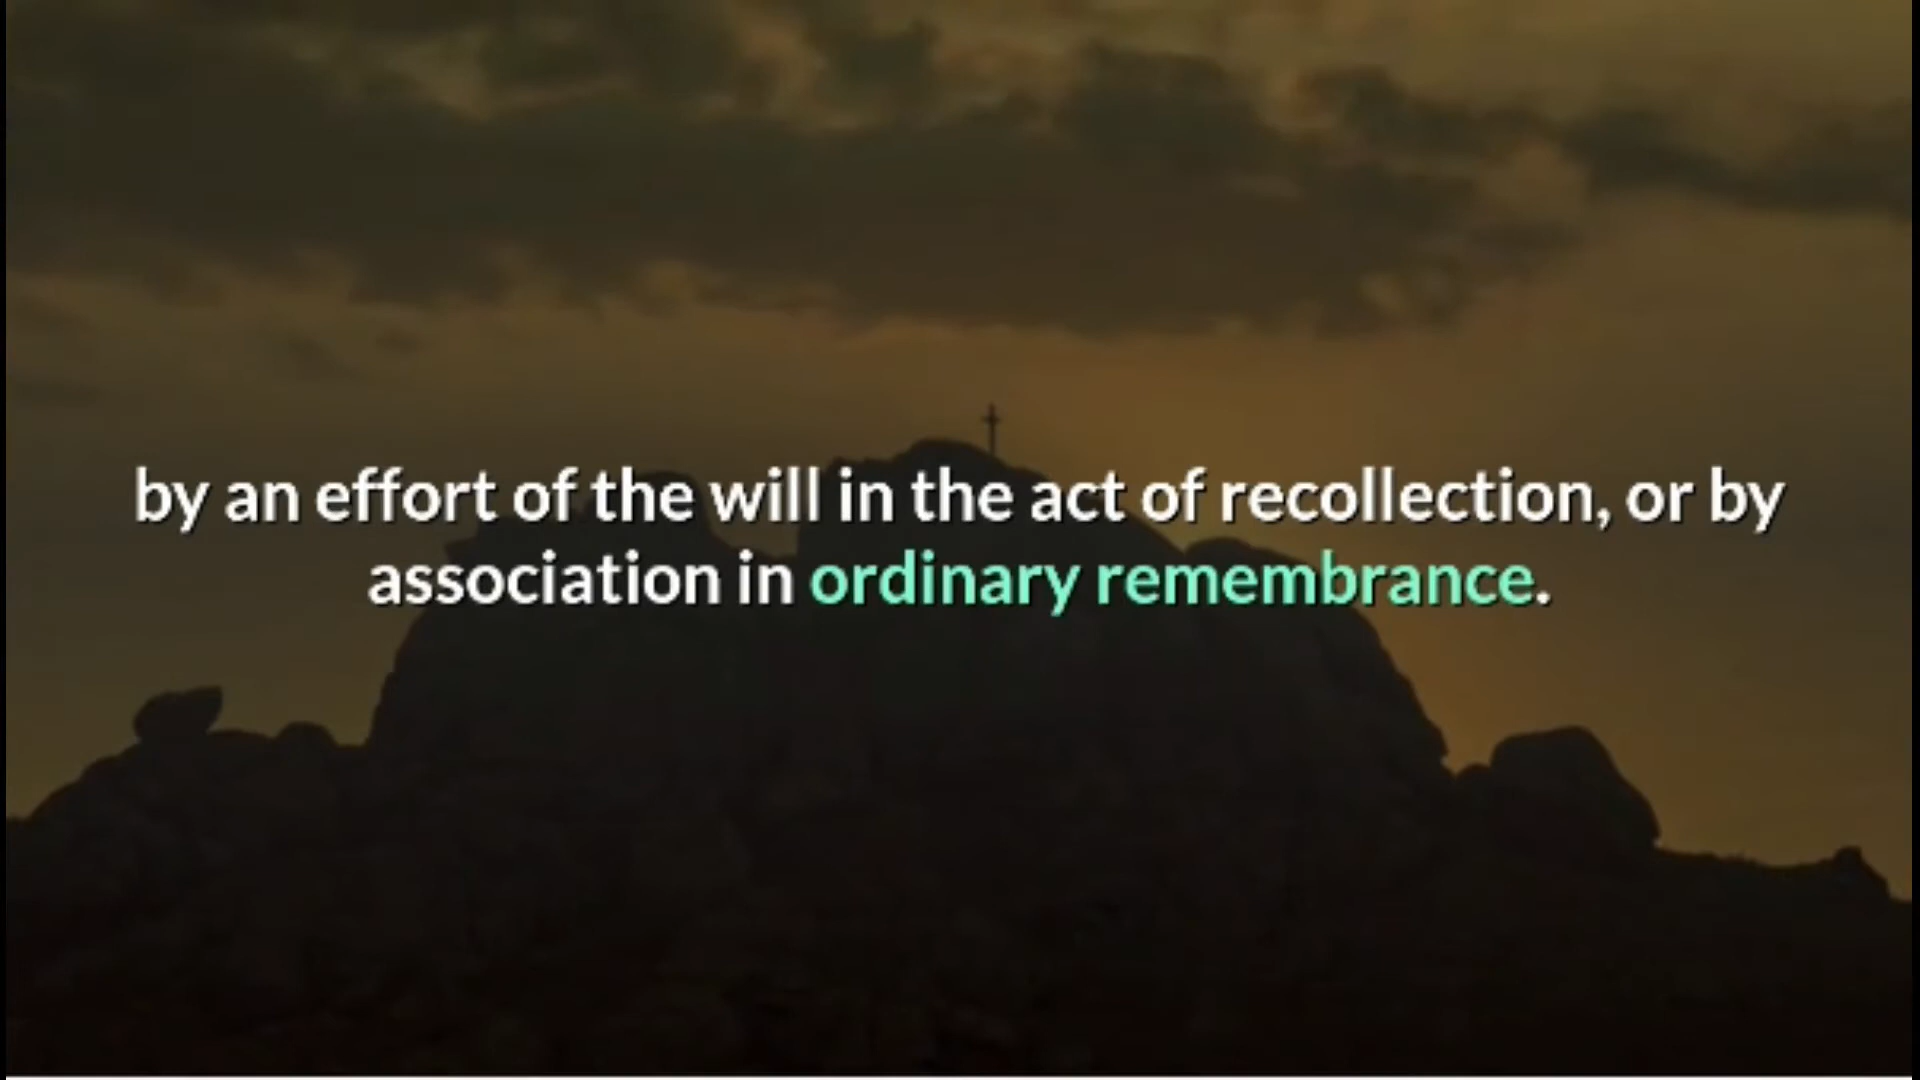 by an effort of the will in the act of recollection, or by
association in ordinary remembrance.